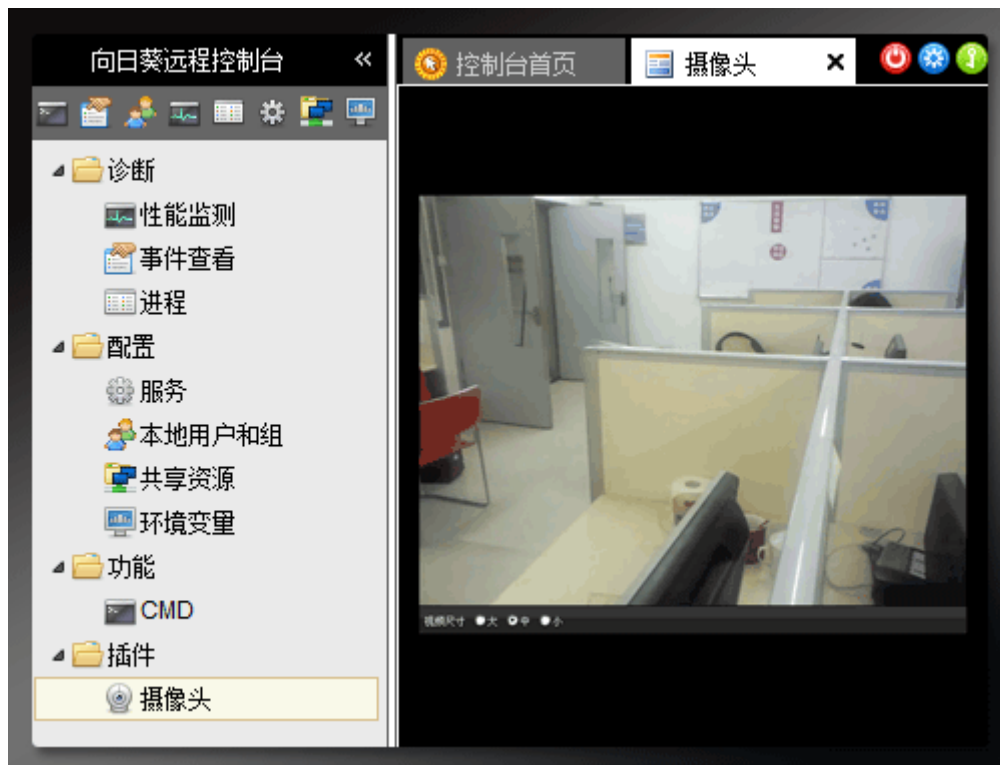 向日葵远程控制台 «
控制台首页
摄像头
诊断
性能监测
事件查看
进程
配置
服务
本地用户和组
共享资源
环境变量
功能
CMD
插件
摄像头
视频尺寸 大 中 小